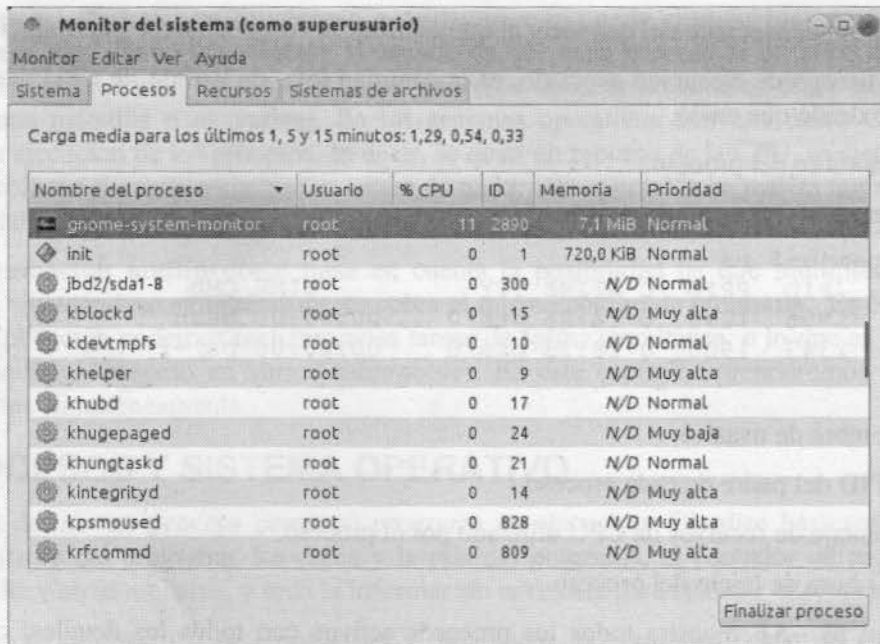 Monitor del sistema (como superusuario)
Monitor Editar Ver Ayuda
Sistema Procesos Recursos Sistemas de archivos
Carga media para los últimos 1, 5 y 15 minutos: 1,29, 0,54, 0,33
Nombre del proceso Usuario % CPU ID Memoria Prioridad
gnome-system-monitor root 11 2890 7,1 MiB Normal
init root 0 1 720,0 KiB Normal
jbd2/sda1-8 root 0 300 N/D Normal
kblockd root 0 15 N/D Muy alta
kdevtmpfs root 0 10 N/D Normal
khelper root 0 9 N/D Muy alta
khubd root 0 17 N/D Normal
khugepaged root 0 24 N/D Muy baja
khungtaskd root 0 21 N/D Normal
kintegrityd root 0 14 N/D Muy alta
kpsmoused root 0 828 N/D Muy alta
krfcommd root 0 809 N/D Muy alta
Finalizar proceso